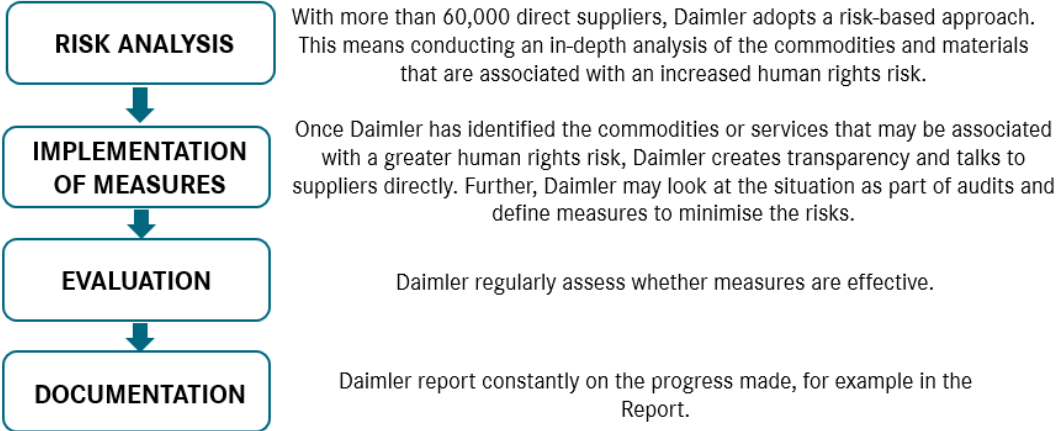 RISK ANALYSIS
With more than 60,000 direct suppliers, Daimler adopts a risk-based approach.
This means conducting an in-depth analysis of the commodities and materials
that are associated with an increased human rights risk.
IMPLEMENTATION
OF MEASURES
Once Daimler has identified the commodities or services that may be associated
with a greater human rights risk, Daimler creates transparency and talks to
suppliers directly. Further, Daimler may look at the situation as part of audits and
define measures to minimise the risks.
EVALUATION
Daimler regularly assess whether measures are effective.
DOCUMENTATION
Daimler report constantly on the progress made, for example in the
Report.